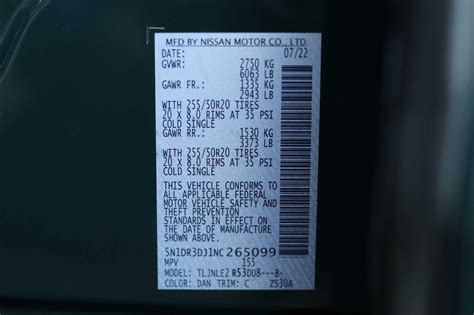 MFD BY NISSAN MOTOR CO., LTD.
07/22
GVWR: 2750 KG
6063 LB
GAWR FR.: 1335 KG
2943 LB
WITH 255/50R20 TIRES
20 X 8.0 RIMS AT 35 PSI
COLD SINGLE
GAWR RR.: 1530 KG
3373 LB
WITH 255/50R20 TIRES
20 X 8.0 RIMS AT 35 PSI
COLD SINGLE
THIS VEHICLE CONFORMS TO
ALL APPLICABLE FEDERAL
MOTOR VEHICLE SAFETY AND
THEFT PREVENTION
STANDARDS IN EFFECT ON
THE DATE OF MANUFACTURE
SHOWN ABOVE.
5N1DR3DJ1NC265099
MPV 155
MODEL: TLJNLE2 R53DU8---B-
COLOR: DAN TRIM: C ZS30A